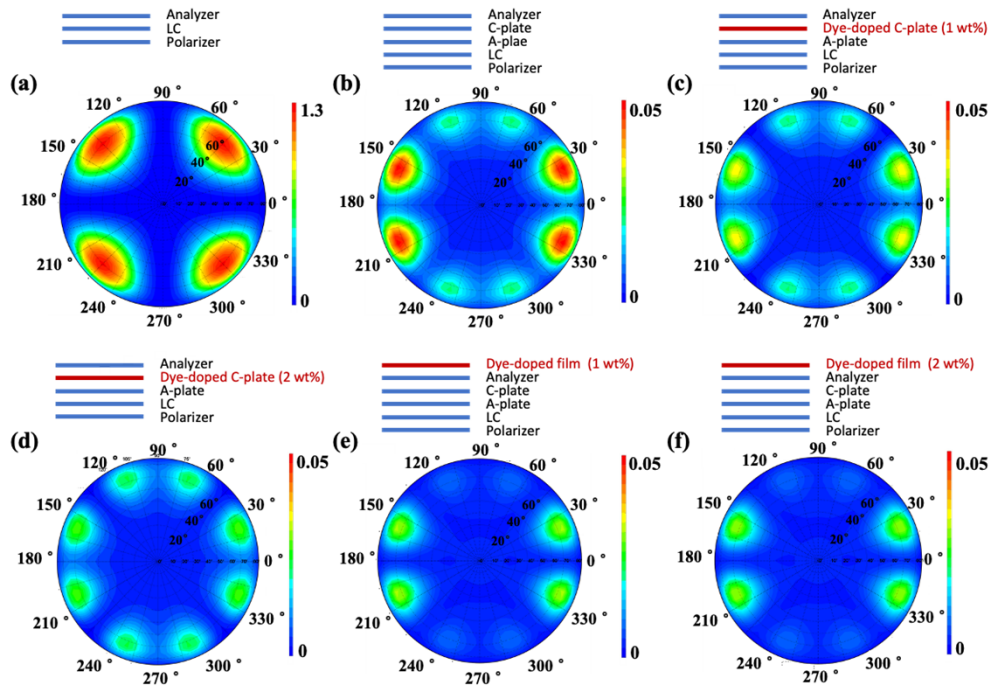 Analyzer
LC
Polarizer
(a)
90 °
120 °
60 °
150 °
30 °
180 °
0 °
210 °
330 °
240 °
300 °
270 °
60°
40°
20°
1.3
0
Analyzer
C-plate
A-plae
LC
Polarizer
(b)
90 °
120 °
60 °
150 °
30 °
180 °
0 °
210 °
330 °
240 °
300 °
270 °
60°
40°
20°
0.05
0
Analyzer
Dye-doped C-plate (1 wt%)
A-plate
LC
Polarizer
(c)
90 °
120 °
60 °
150 °
30 °
180 °
0 °
210 °
330 °
240 °
300 °
270 °
60°
40°
20°
0.05
0
Analyzer
Dye-doped C-plate (2 wt%)
A-plate
LC
Polarizer
(d)
90 °
120 °
60 °
150 °
30 °
180 °
0 °
210 °
330 °
240 °
300 °
270 °
60°
40°
20°
0.05
0
Dye-doped film (1 wt%)
Analyzer
C-plate
A-plate
LC
Polarizer
(e)
90 °
120 °
60 °
150 °
30 °
180 °
0 °
210 °
330 °
240 °
300 °
270 °
60°
40°
20°
0.05
0
Dye-doped film (2 wt%)
Analyzer
C-plate
A-plate
LC
Polarizer
(f)
90 °
120 °
60 °
150 °
30 °
180 °
0 °
210 °
330 °
240 °
300 °
270 °
60°
40°
20°
0.05
0